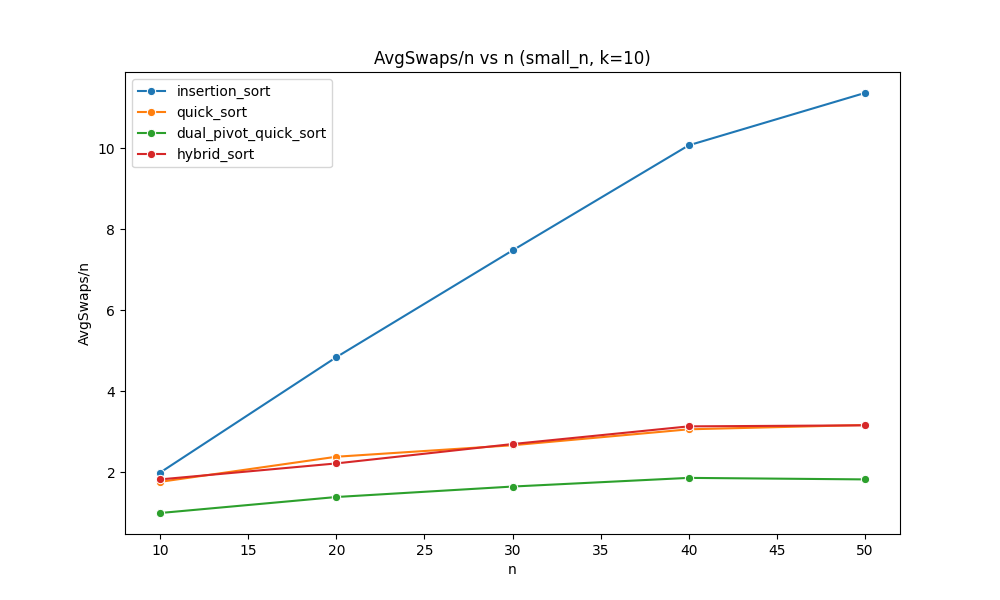 AvgSwaps/n vs n (small_n, k=10)
insertion_sort
quick_sort
dual_pivot_quick_sort
hybrid_sort
AvgSwaps/n
10
8
6
4
2
10 15 20 25 30 35 40 45 50
n